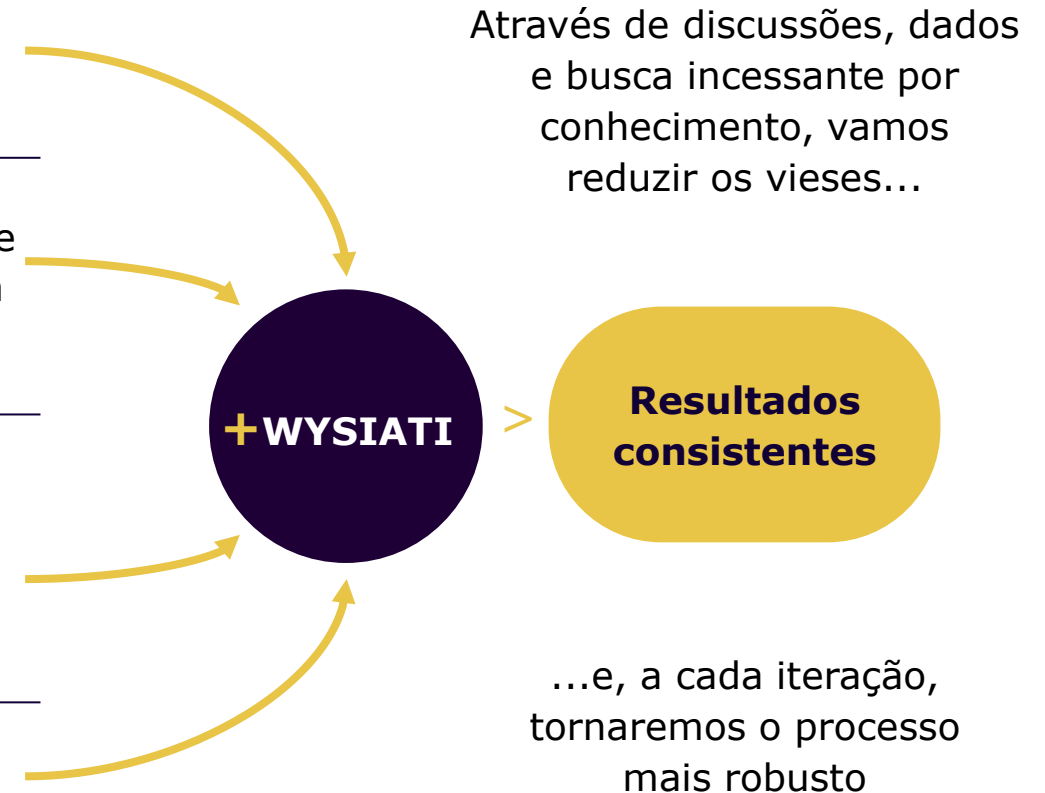 Através de discussões, dados
e busca incessante por
conhecimento, vamos
reduzir os vieses...
+WYSIATI
>
Resultados
consistentes
...e, a cada iteração,
tornaremos o processo
mais robusto